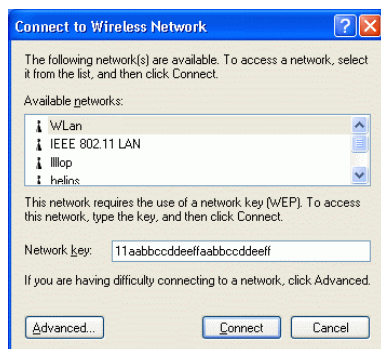 Connect to Wireless Network
The following network(s) are available. To access a network, select
it from the list, and then click Connect.
Available networks:
WLan
IEEE 802.11 LAN
helios
This network requires the use of a network key (WEP). To access
this network, type the key, and then click Connect.
Network key: 11aabbccddeeffaabbccddeeff
If you are having difficulty connecting to a network, click Advanced.
Advanced... Connect Cancel